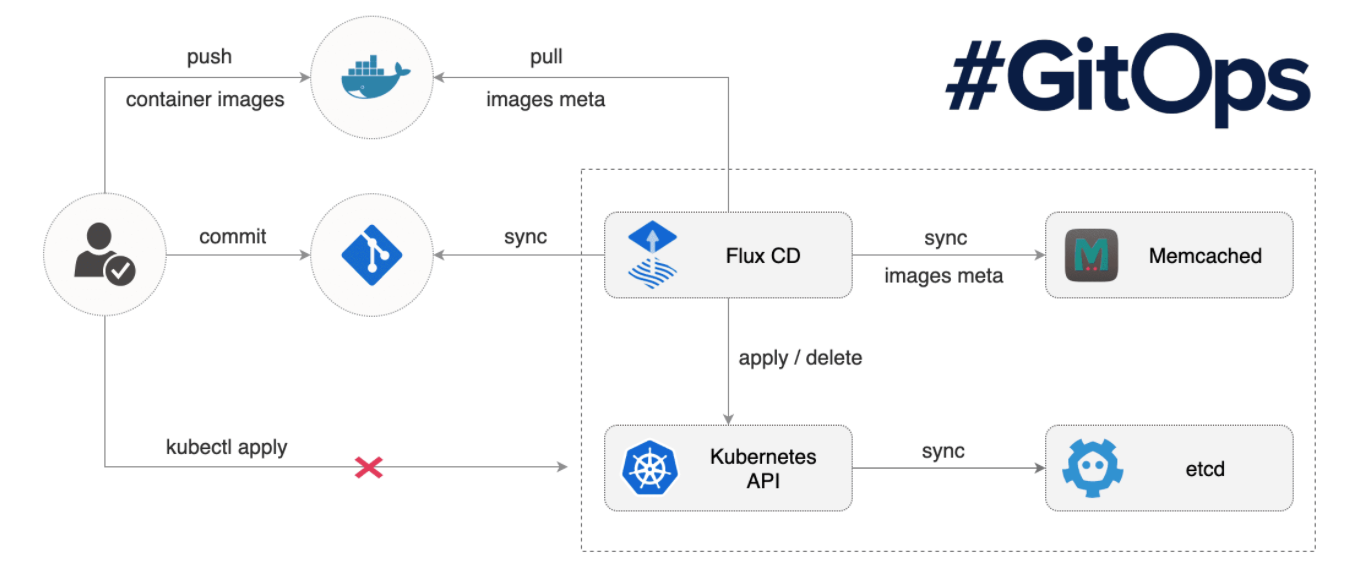 push
container images
pull
images meta
#GitOps
commit
sync
Flux CD
sync
images meta
M
Memcached
apply / delete
kubectl apply
Kubernetes
API
sync
etcd